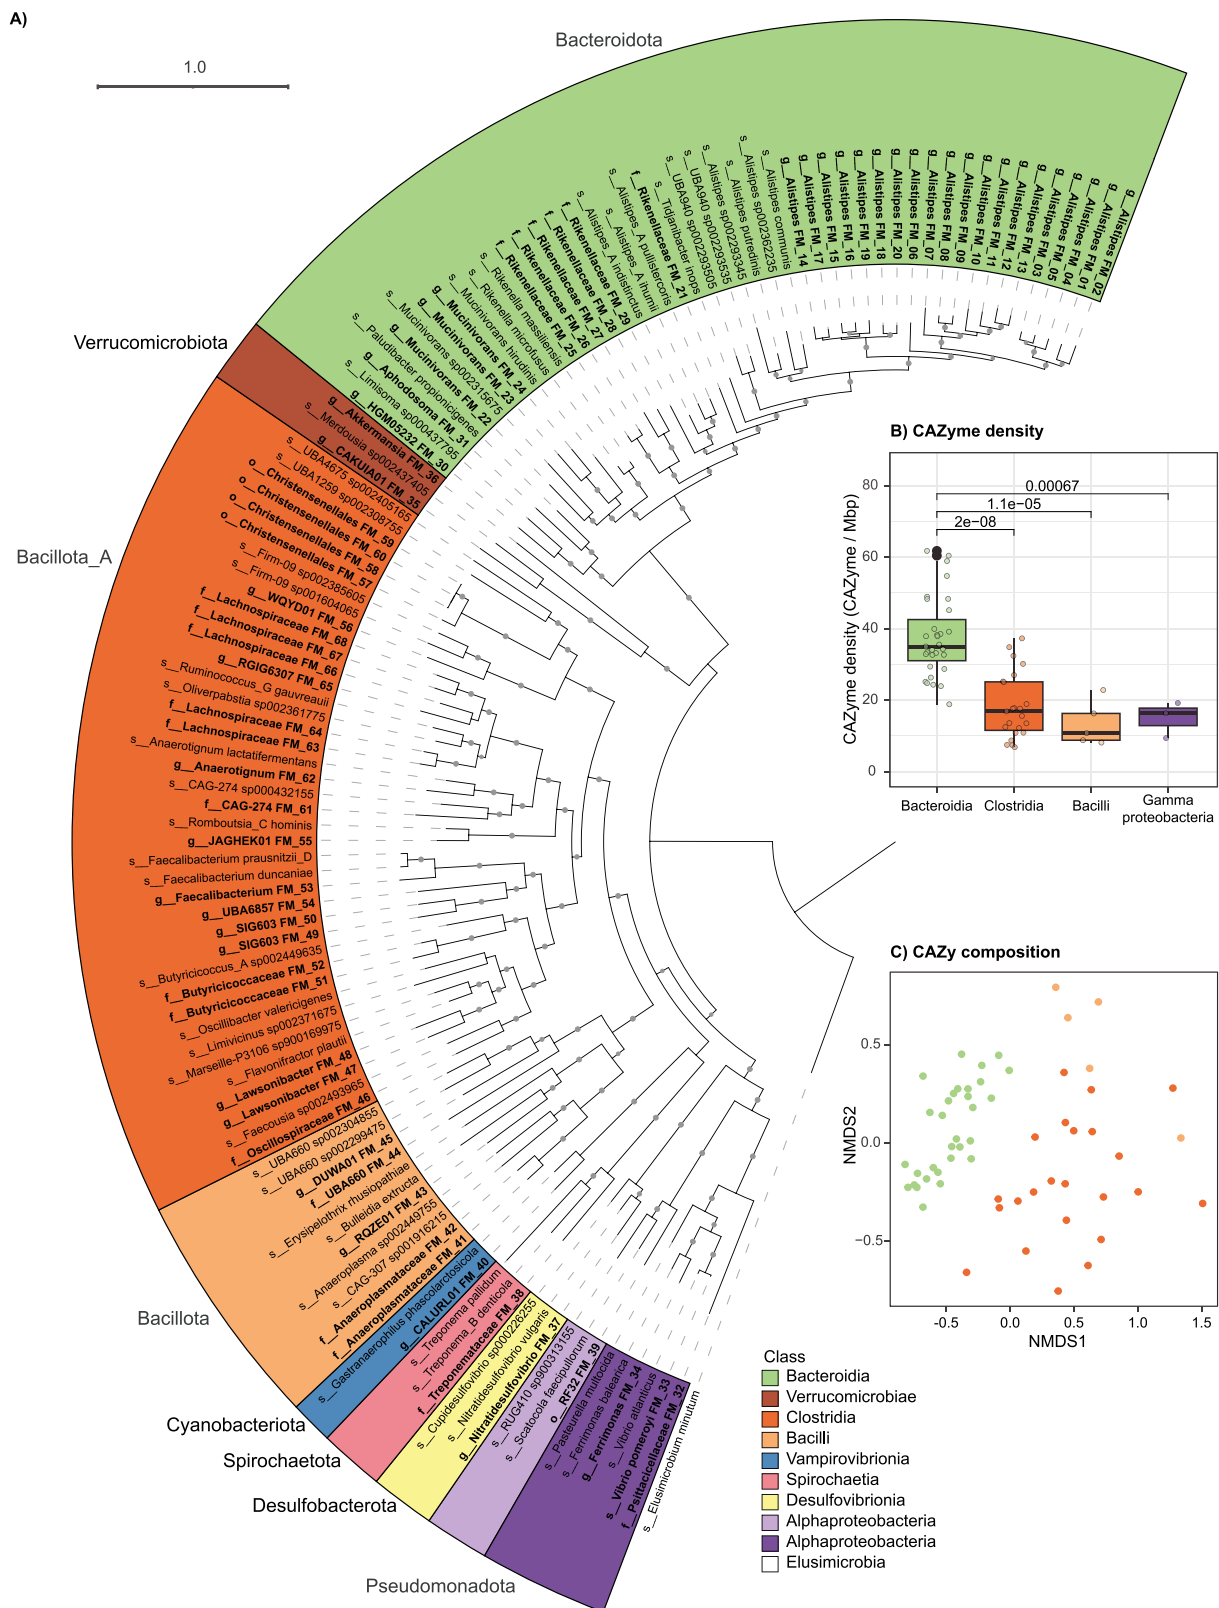 A)
1.0
Bacteroidota
g__Alistipes FM_02
g__Alistipes FM_01
g__Alistipes FM_04
g__Alistipes FM_05
g__Alistipes FM_03
g__Alistipes FM_13
g__Alistipes FM_12
g__Alistipes FM_11
g__Alistipes FM_10
g__Alistipes FM_09
g__Alistipes FM_08
g__Alistipes FM_07
g__Alistipes FM_06
g__Alistipes FM_20
g__Alistipes FM_18
g__Alistipes FM_19
g__Alistipes FM_16
g__Alistipes FM_15
g__Alistipes FM_17
g__Alistipes FM_14
s__Alistipes communis
s__Alistipes sp002362235
s__Alistipes putredinis
s__Alistipes sp002293345
s__UBA940 sp002293535
s__UBA940 sp002293505
s__Tidjanibacter inops
f__Rikenellaceae FM_21
s__Alistipes_A pullistercoris
s__Alistipes_A ihumii
s__Alistipes_A indistinctus
f__Rikenellaceae FM_29
f__Rikenellaceae FM_28
f__Rikenellaceae FM_27
f__Rikenellaceae FM_26
f__Rikenellaceae FM_25
s__Rikenella massiliensis
s__Rikenella microfusus
s__Mucinivorans hirudinis
g__Mucinivorans FM_24
g__Mucinivorans FM_23
g__Mucinivorans FM_22
s__Mucinivorans sp002315675
s__Paludibacter propionicigenes
g__Aphodosoma FM_31
s__Limisoma sp000437795
g__HGM05232 FM_30
Verrucomicrobiota
g__Akkermansia FM_36
s__Merdousia sp002437405
g__CAKUIA01 FM_35
Bacillota_A
s__UBA4675 sp002405165
s__UBA1259 sp002308755
o__Christensenellales FM_59
o__Christensenellales FM_60
o__Christensenellales FM_58
o__Christensenellales FM_57
s__Firm-09 sp002385605
s__Firm-09 sp001604065
g__WQYD01 FM_56
f__Lachnospiraceae FM_68
f__Lachnospiraceae FM_67
f__Lachnospiraceae FM_66
g__RGIG6307 FM_65
s__Ruminococcus_G gauvreauii
s__Oliverpabstia sp002361775
f__Lachnospiraceae FM_64
f__Lachnospiraceae FM_63
s__Anaerotignum lactatifermentans
g__Anaerotignum FM_62
s__CAG-274 sp000432155
f__CAG-274 FM_61
s__Romboutsia_C hominis
g__JAGHEK01 FM_55
s__Faecalibacterium prausnitzii_D
s__Faecalibacterium duncaniae
g__Faecalibacterium FM_53
g__UBA6857 FM_54
g__SIG603 FM_50
g__SIG603 FM_49
s__Butyricicoccus_A sp002449635
f__Butyricicoccaceae FM_52
f__Butyricicoccaceae FM_51
s__Oscillibacter valericigenes
s__Limivicinus sp002371675
s__Marseille-P3106 sp900169975
s__Flavonifractor plautii
g__Lawsonibacter FM_48
g__Lawsonibacter FM_47
s__Faecousia sp002493965
f__Oscillospiraceae FM_46
Bacillota
s__UBA660 sp002304855
s__UBA660 sp002299475
g__DUWA01 FM_45
f__UBA660 FM_44
s__Erysipelothrix rhusiopathiae
s__Bulleidia extructa
g__RQZE01 FM_43
s__Anaeroplasma sp002449755
s__CAG-307 sp001916215
f__Anaeroplasmataceae FM_42
f__Anaeroplasmataceae FM_41
Cyanobacteriota
s__Gastranaerophilus phascolarctosicola
g__CALURL01 FM_40
Spirochaetota
s__Treponema pallidum
s__Treponema_B denticola
f__Treponemataceae FM_38
Desulfobacterota
s__Cupidesulfovibrio sp000226255
s__Nitratidesulfovibrio vulgaris
g__Nitratidesulfovibrio FM_37
Pseudomonadota
s__RUG410 sp900313155
s__Scatocola faecipullorum
o__RF32 FM_39
s__Pasteurella multocida
s__Ferrimonas balearica
g__Ferrimonas FM_34
s__Vibrio atlanticus
s__Vibrio pomeroyi FM_33
f__Psittacicellaceae FM_32
s__Elusimicrobium minutum
B) CAZyme density
CAZyme density (CAZyme / Mbp)
80
60
40
20
0
0.00067
1.1e−05
2e−08
Bacteroidia
Clostridia
Bacilli
Gamma
proteobacteria
C) CAZy composition
NMDS2
0.5
0.0
−0.5
−0.5
0.0
0.5
1.0
1.5
NMDS1
Class
Bacteroidia
Verrucomicrobiae
Clostridia
Bacilli
Vampirovibrionia
Spirochaetia
Desulfovibrionia
Alphaproteobacteria
Alphaproteobacteria
Elusimicrobia